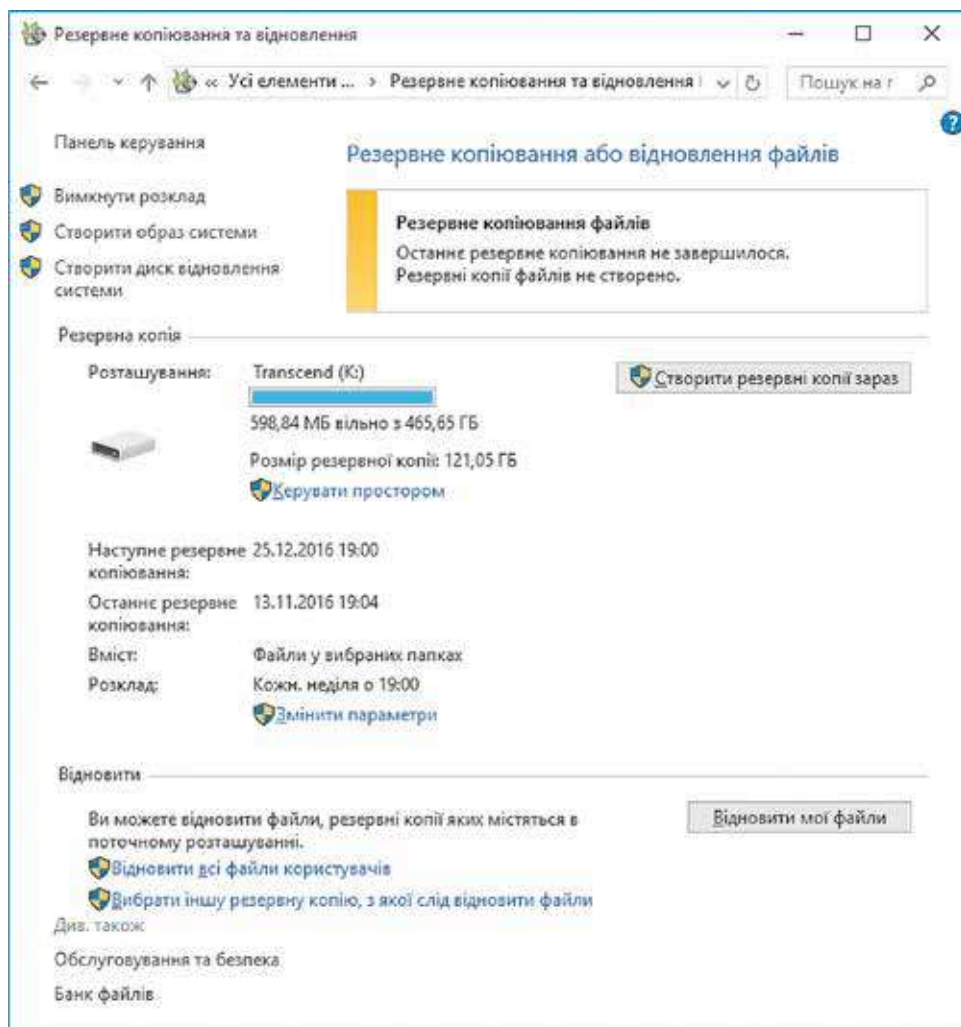 Резервне копіювання та відновлення
« Усі елементи ... › Резервне копіювання та відновлення
Пошук на г
Панель керування
Резервне копіювання або відновлення файлів
Вимкнути розклад
Створити образ системи
Створити диск відновлення
системи
Резервне копіювання файлів
Останнє резервне копіювання не завершилося.
Резервні копії файлів не створено.
Резервна копія
Розташування: Transcend (K:)
Створити резервні копії зараз
598,84 МБ вільно з 465,65 ГБ
Розмір резервної копії: 121,05 ГБ
Керувати простором
Наступне резервне 25.12.2016 19:00
копіювання:
Останнє резервне 13.11.2016 19:04
копіювання:
Вміст: Файли у вибраних папках
Розклад: Кожн. неділя о 19:00
Змінити параметри
Відновити
Ви можете відновити файли, резервні копії яких містяться в
поточному розташуванні.
Відновити мої файли
Відновити всі файли користувачів
Вибрати іншу резервну копію, з якої слід відновити файли
Див. також
Обслуговування та безпека
Банк файлів